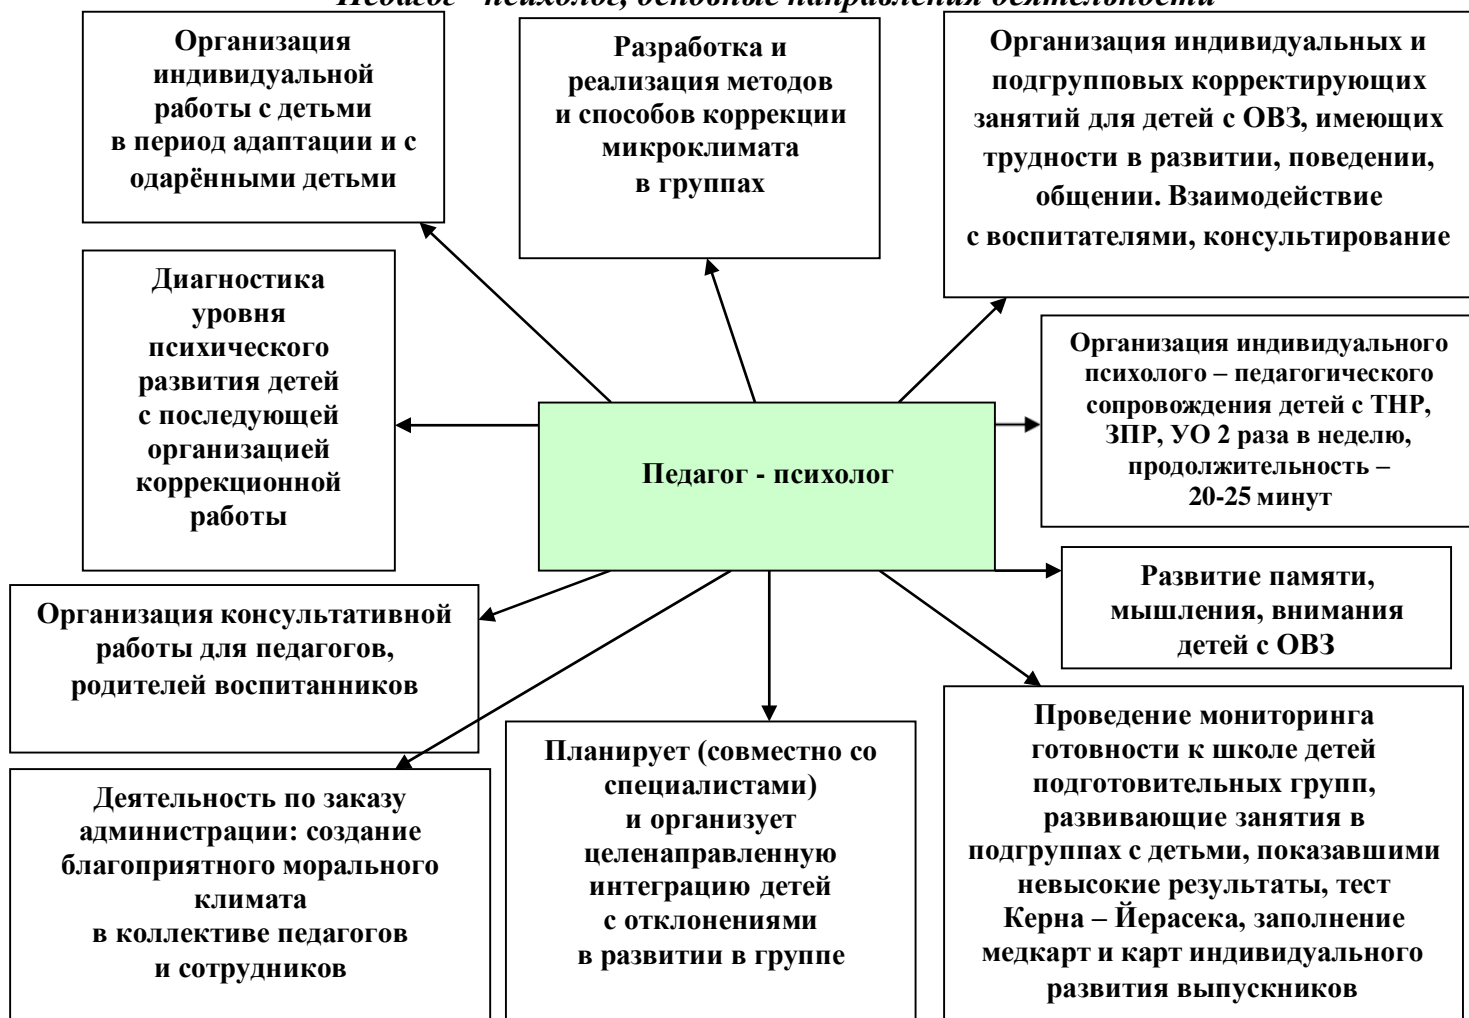 Педагог - психолог, основные направления деятельности
Организация
индивидуальной
работы с детьми
в период адаптации и с
одарёнными детьми
Разработка и
реализация методов
и способов коррекции
микроклимата
в группах
Организация индивидуальных и
подгрупповых корректирующих
занятий для детей с ОВЗ, имеющих
трудности в развитии, поведении,
общении. Взаимодействие
с воспитателями, консультирование
Диагностика
уровня
психического
развития детей
с последующей
организацией
коррекционной
работы
Педагог - психолог
Организация индивидуального
психолого – педагогического
сопровождения детей с ТНР,
ЗПР, УО 2 раза в неделю,
продолжительность –
20-25 минут
Развитие памяти,
мышления, внимания
детей с ОВЗ
Организация консультативной
работы для педагогов,
родителей воспитанников
Деятельность по заказу
администрации: создание
благоприятного морального
климата
в коллективе педагогов
и сотрудников
Планирует (совместно со
специалистами)
и организует
целенаправленную
интеграцию детей
с отклонениями
в развитии в группе
Проведение мониторинга
готовности к школе детей
подготовительных групп,
развивающие занятия в
подгруппах с детьми, показавшими
невысокие результаты, тест
Керна – Йерасека, заполнение
медкарт и карт индивидуального
развития выпускников